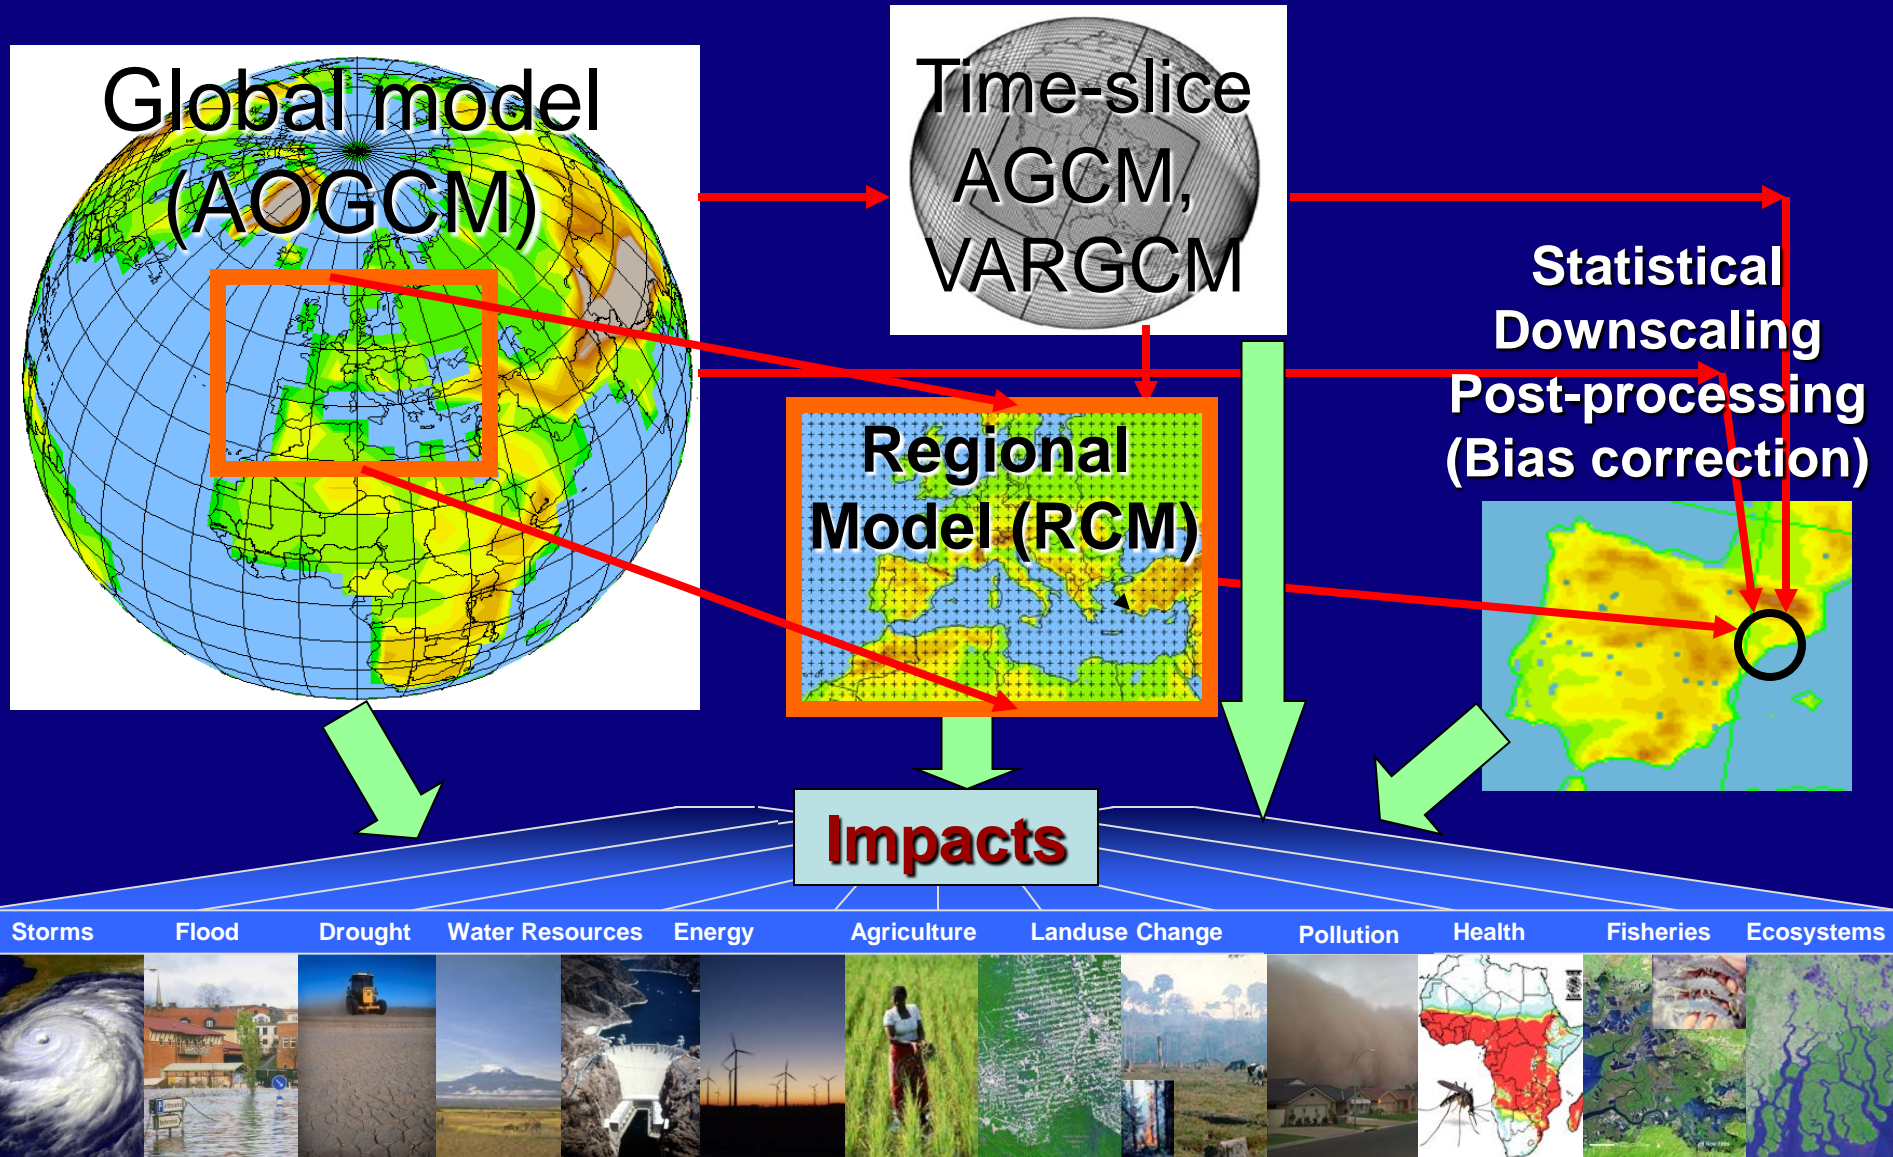 Global model
(AOGCM)
Time-slice
AGCM,
VARGCM
Statistical
Downscaling
Post-processing
(Bias correction)
Regional
Model (RCM)
Impacts
Storms
Flood
Drought
Water Resources
Energy
Agriculture
Landuse Change
Pollution
Health
Fisheries
Ecosystems